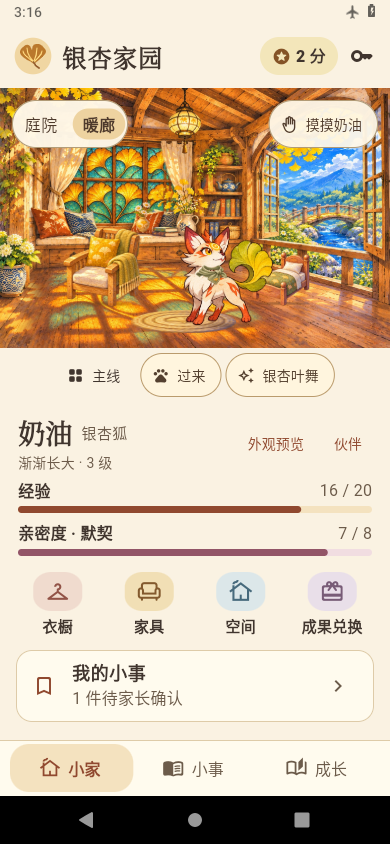 3:16
银杏家园
2 分
庭院
暖廊
摸摸奶油
主线
过来
银杏叶舞
奶油 银杏狐
外观预览
伙伴
渐渐长大 · 3 级
经验
16 / 20
亲密度 · 默契
7 / 8
衣橱
家具
空间
成果兑换
我的小事
1 件待家长确认
小家
小事
成长